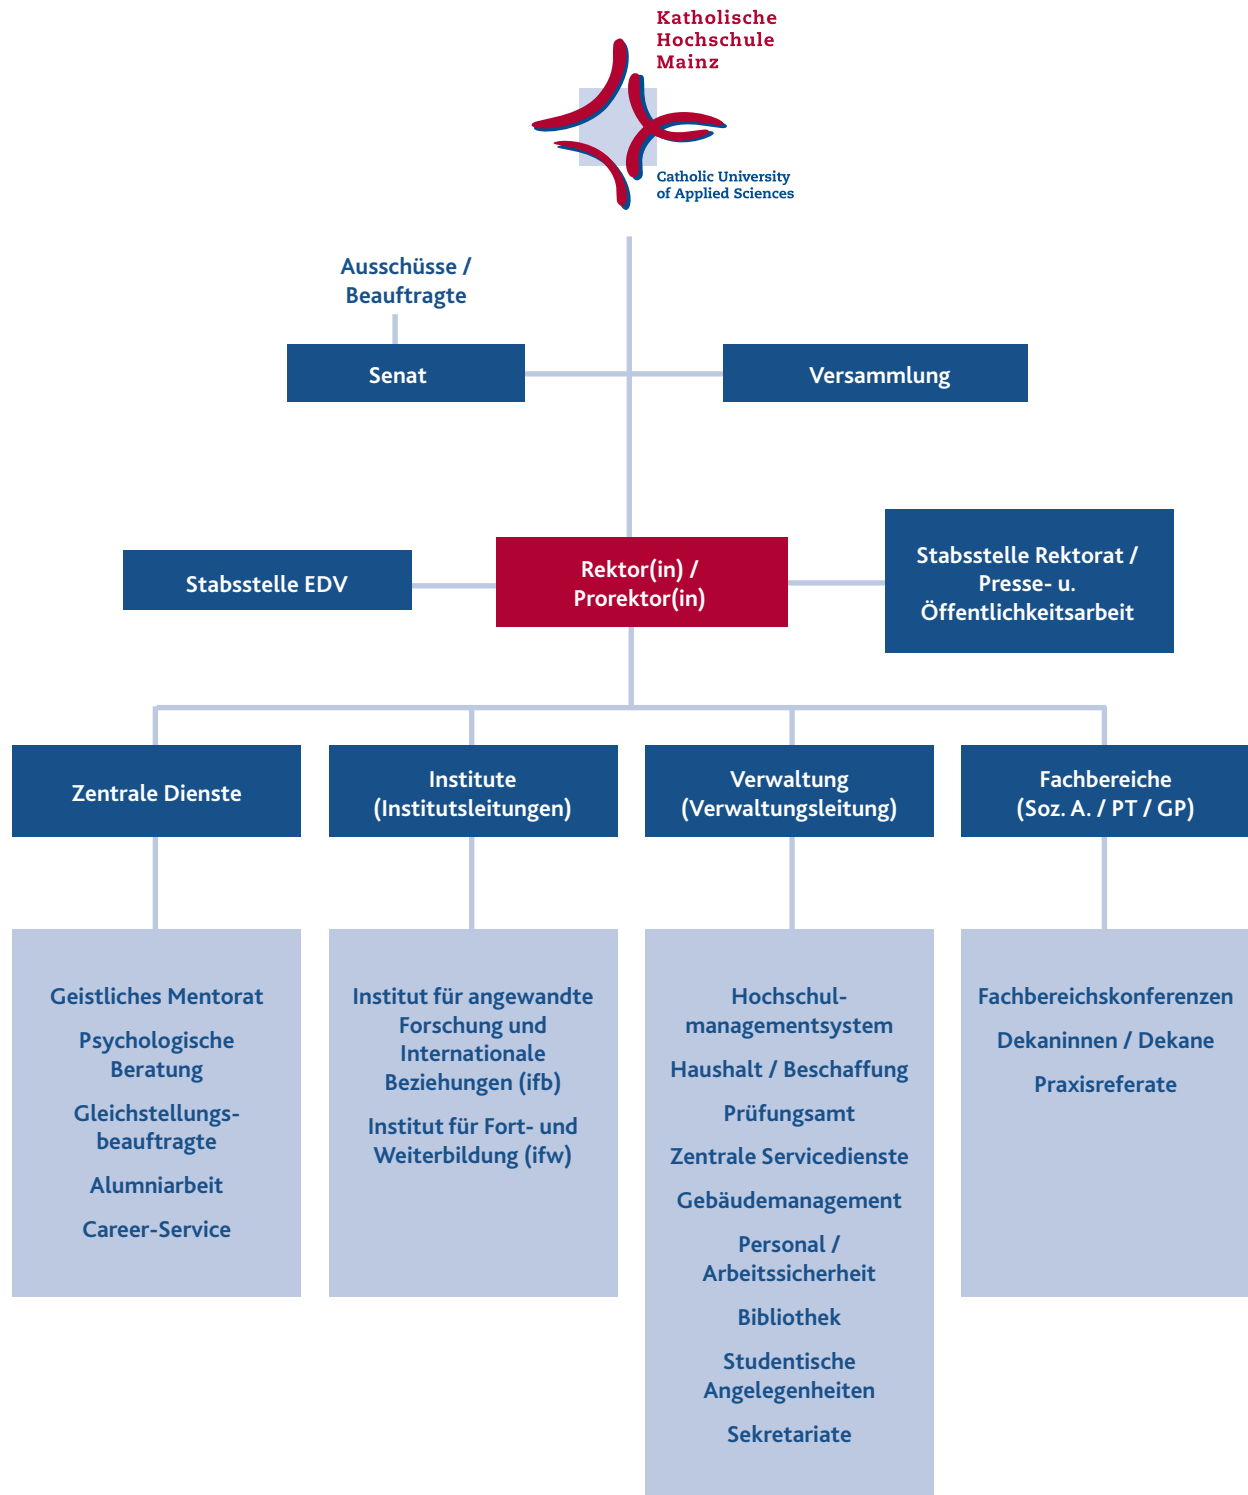 Katholische
Hochschule
Mainz
Catholic University
of Applied Sciences
Ausschüsse /
Beauftragte
Senat
Versammlung
Stabsstelle EDV
Rektor(in) /
Prorektor(in)
Stabsstelle Rektorat /
Presse- u.
Öffentlichkeitsarbeit
Zentrale Dienste
Institute
(Institutsleitungen)
Verwaltung
(Verwaltungsleitung)
Fachbereiche
(Soz. A. / PT / GP)
Geistliches Mentorat
Psychologische
Beratung
Gleichstellungs-
beauftragte
Alumniarbeit
Career-Service
Institut für angewandte
Forschung und
Internationale
Beziehungen (ifb)
Institut für Fort- und
Weiterbildung (ifw)
Hochschul-
managementsystem
Haushalt / Beschaffung
Prüfungsamt
Zentrale Servicedienste
Gebäudemanagement
Personal /
Arbeitssicherheit
Bibliothek
Studentische
Angelegenheiten
Sekretariate
Fachbereichskonferenzen
Dekaninnen / Dekane
Praxisreferate